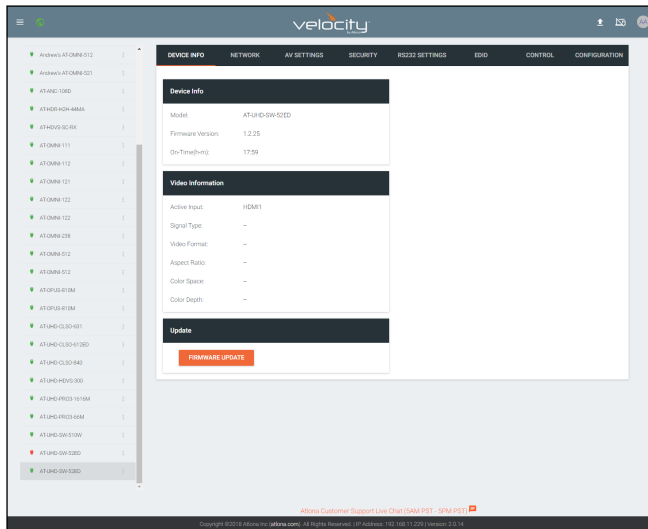 velocity
by Atlona
AA
Andrew's AT-OMNI-512
Andrew's AT-OMNI-521
AT-ANC-108D
AT-HDR-H2H-44MA
AT-HDVS-SC-RX
AT-OMNI-111
AT-OMNI-112
AT-OMNI-121
AT-OMNI-122
AT-OMNI-122
AT-OMNI-238
AT-OMNI-512
AT-OMNI-512
AT-OPUS-810M
AT-OPUS-810M
AT-UHD-CLSO-601
AT-UHD-CLSO-612ED
AT-UHD-CLSO-840
AT-UHD-HDVS-300
AT-UHD-PRO3-1616M
AT-UHD-PRO3-66M
AT-UHD-SW-510W
AT-UHD-SW-52ED
AT-UHD-SW-52ED
DEVICE INFO NETWORK AV SETTINGS SECURITY RS232 SETTINGS EDID CONTROL CONFIGURATION
Device Info
Model: AT-UHD-SW-52ED
Firmware Version: 1.2.25
On-Time(h-m): 17:59
Video Information
Active Input: HDMI1
Signal Type: --
Video Format: --
Aspect Ratio: --
Color Space: --
Color Depth: --
Update
FIRMWARE UPDATE
Atlona Customer Support Live Chat (5AM PST - 5PM PST)
Copyright ©2018 Atlona Inc (atlona.com). All Rights Reserved. | IP Address: 192.168.11.229 | Version: 2.0.14